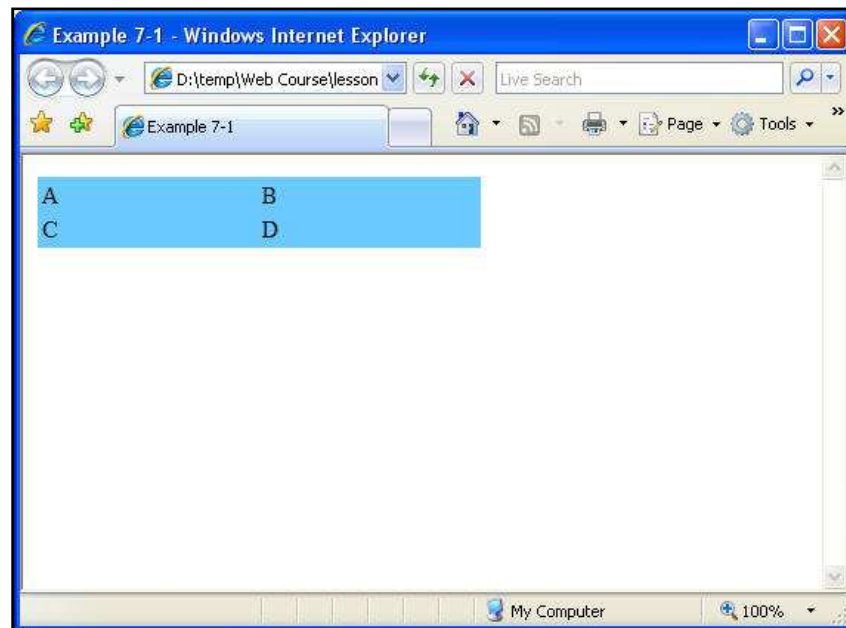 Example 7-1 - Windows Internet Explorer
D:\temp\Web Course\lesson
Live Search
Example 7-1
Page
Tools
»
A B
C D
My Computer
100%